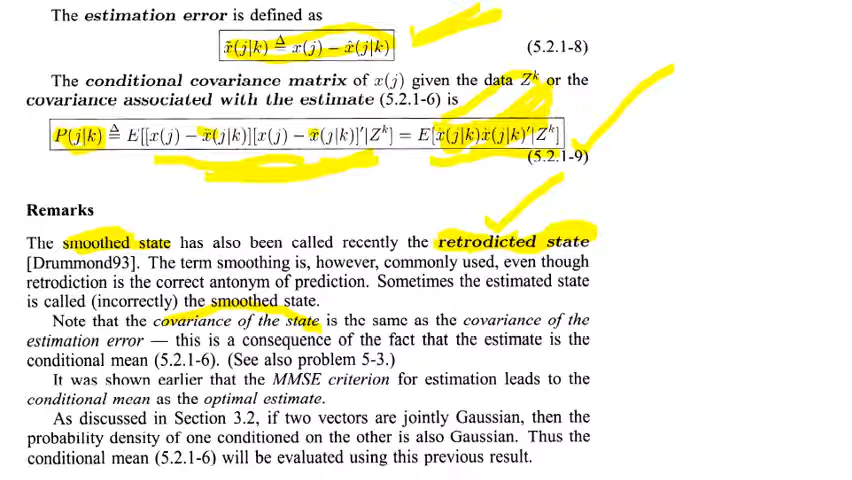 The estimation error is defined as
x̃(j|k) ≜ x(j) − x̂(j|k) (5.2.1-8)
The conditional covariance matrix of x(j) given the data Z^k or the
covariance associated with the estimate (5.2.1-6) is
P(j|k) ≜ E[[x(j) − x̂(j|k)][x(j) − x̂(j|k)]′|Z^k] = E[x̃(j|k)x̃(j|k)′|Z^k]
(5.2.1-9)
Remarks
The smoothed state has also been called recently the retrodicted state
[Drummond93]. The term smoothing is, however, commonly used, even though
retrodiction is the correct antonym of prediction. Sometimes the estimated state
is called (incorrectly) the smoothed state.
Note that the covariance of the state is the same as the covariance of the
estimation error — this is a consequence of the fact that the estimate is the
conditional mean (5.2.1-6). (See also problem 5-3.)
It was shown earlier that the MMSE criterion for estimation leads to the
conditional mean as the optimal estimate.
As discussed in Section 3.2, if two vectors are jointly Gaussian, then the
probability density of one conditioned on the other is also Gaussian. Thus the
conditional mean (5.2.1-6) will be evaluated using this previous result.